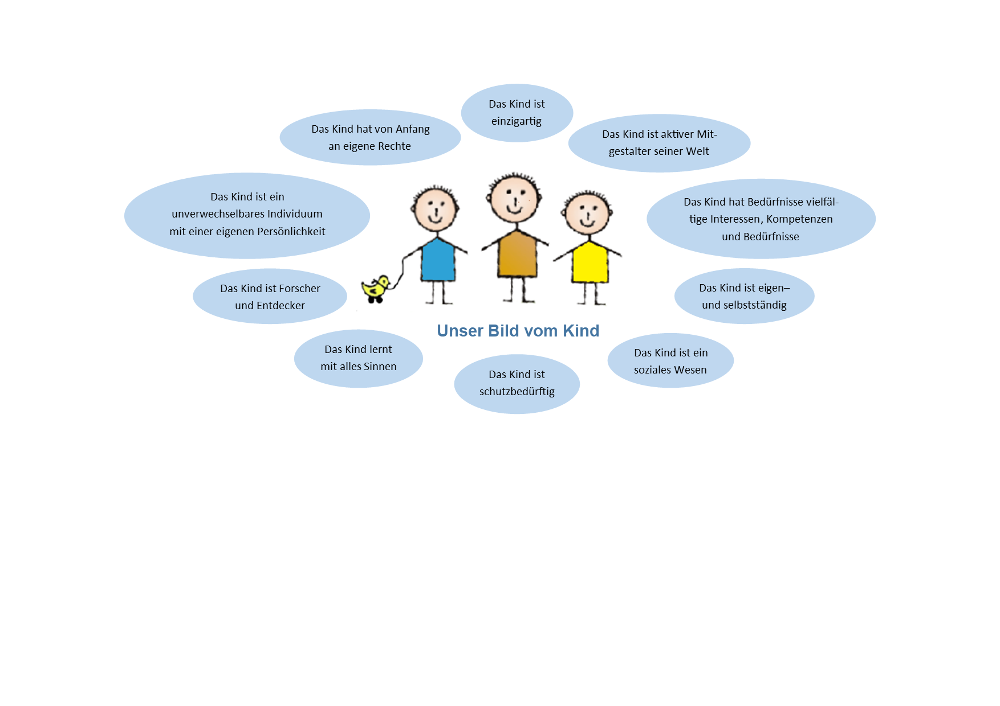 Das Kind ist
einzigartig
Das Kind hat von Anfang
an eigene Rechte
Das Kind ist aktiver Mit-
gestalter seiner Welt
Das Kind ist ein
unverwechselbares Individuum
mit einer eigenen Persönlichkeit
Das Kind hat Bedürfnisse vielfäl-
tige Interessen, Kompetenzen
und Bedürfnisse
Das Kind ist Forscher
und Entdecker
Das Kind ist eigen–
und selbstständig
Unser Bild vom Kind
Das Kind lernt
mit alles Sinnen
Das Kind ist ein
soziales Wesen
Das Kind ist
schutzbedürftig